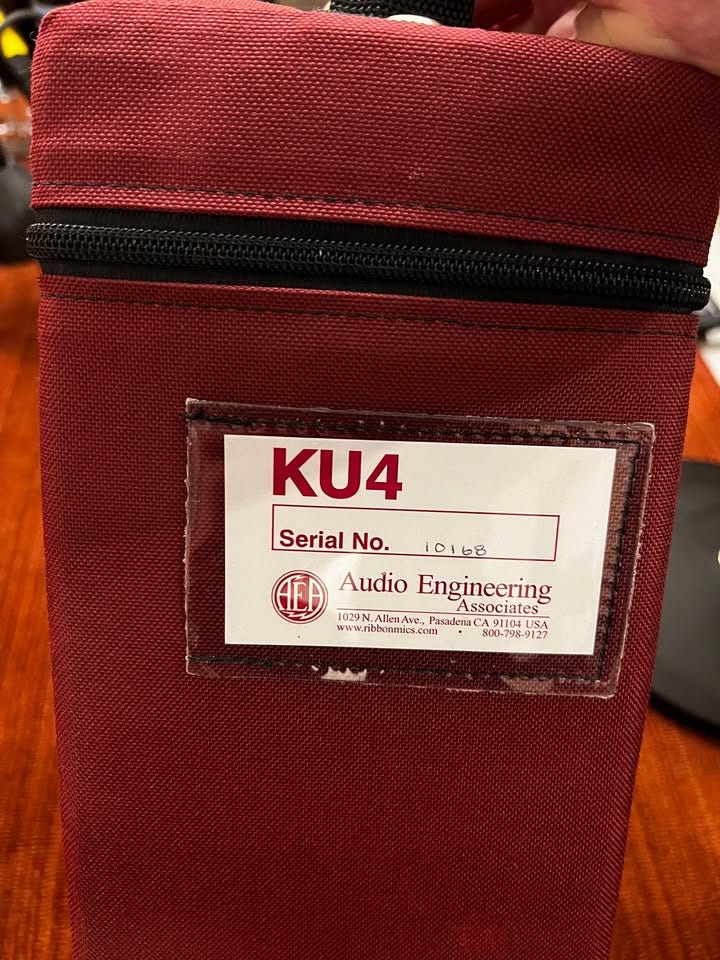 KU4
Serial No. 10168
AEA Audio Engineering
Associates
1029 N. Allen Ave., Pasadena CA 91104 USA
www.ribbonmics.com • 800-798-9127